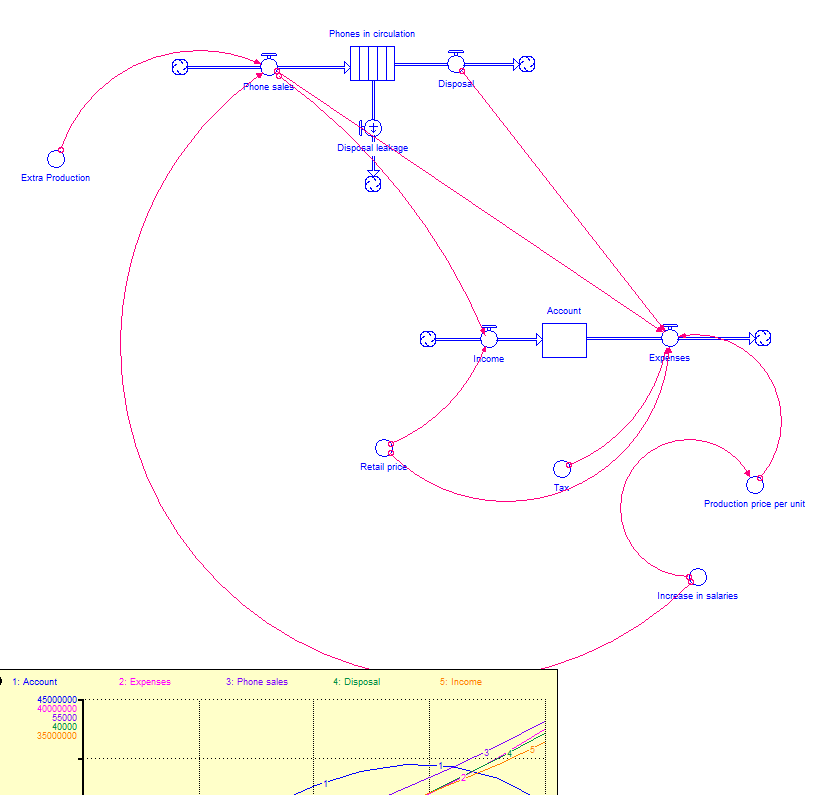 Phones in circulation
Phone sales
Disposal
Disposal leakage
Extra Production
Account
Income
Expenses
Retail price
Tax
Production price per unit
Increase in salaries
1: Account 2: Expenses 3: Phone sales 4: Disposal 5: Income
45000000
40000000
55000
40000
35000000
3
4
5
1
2
1